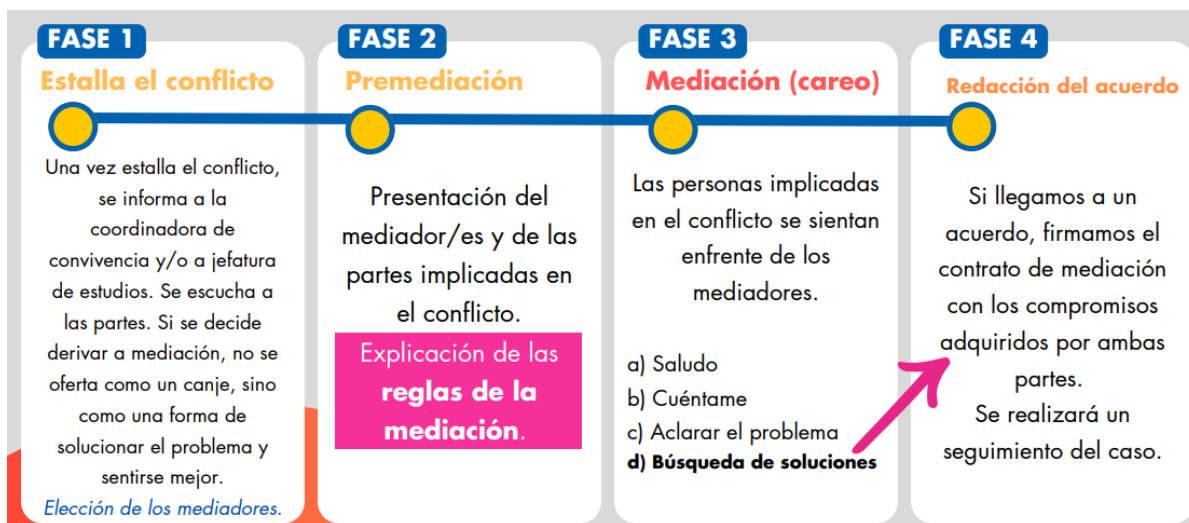 FASE 1
Estalla el conflicto
Una vez estalla el conflicto,
se informa a la
coordinadora de
convivencia y/o a jefatura
de estudios. Se escucha a
las partes. Si se decide
derivar a mediación, no se
oferta como un canje, sino
como una forma de
solucionar el problema y
sentirse mejor.
Elección de los mediadores.
FASE 2
Premediación
Presentación del
mediador/es y de las
partes implicadas en
el conflicto.
Explicación de las
reglas de la
mediación.
FASE 3
Mediación (careo)
Las personas implicadas
en el conflicto se sientan
enfrente de los
mediadores.
a) Saludo
b) Cuéntame
c) Aclarar el problema
d) Búsqueda de soluciones
FASE 4
Redacción del acuerdo
Si llegamos a un
acuerdo, firmamos el
contrato de mediación
con los compromisos
adquiridos por ambas
partes.
Se realizará un
seguimiento del caso.